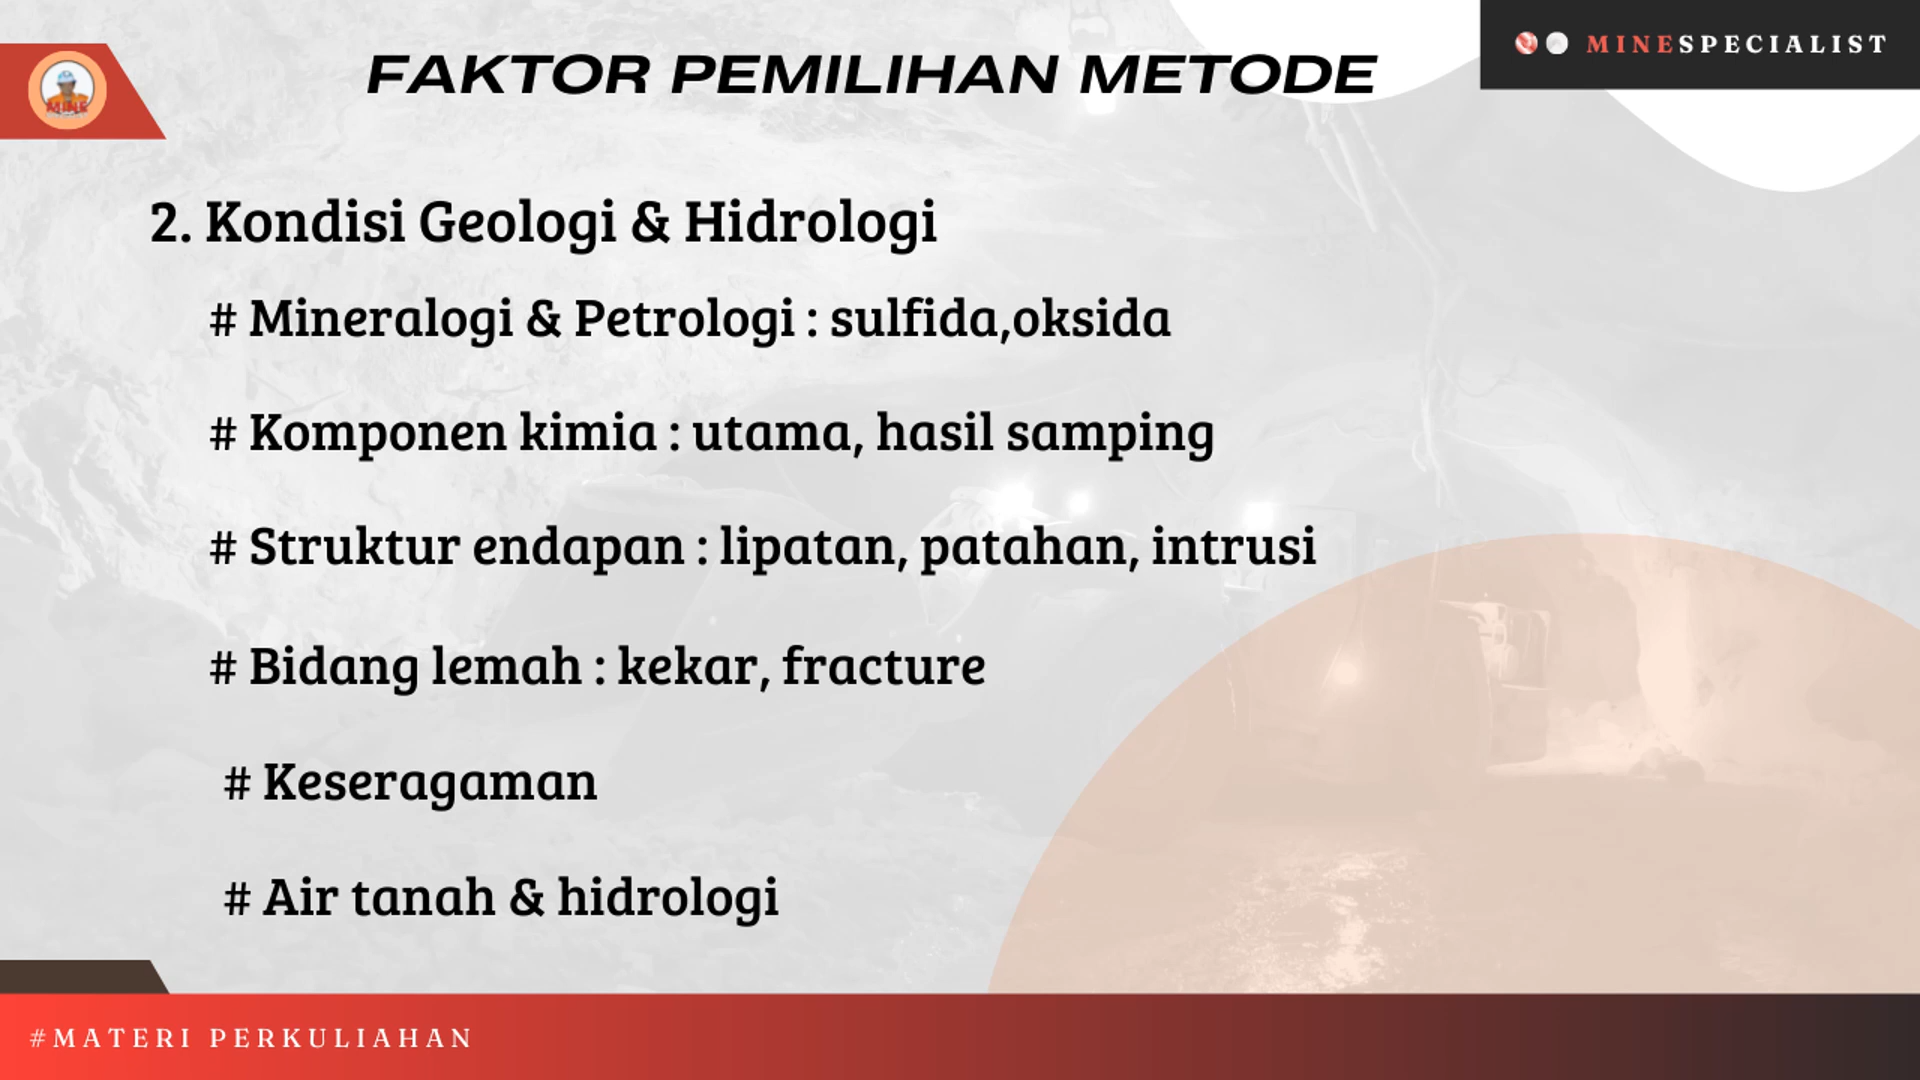 FAKTOR PEMILIHAN METODE
MINESPECIALIST
MINE
2. Kondisi Geologi & Hidrologi
# Mineralogi & Petrologi : sulfida,oksida
# Komponen kimia : utama, hasil samping
# Struktur endapan : lipatan, patahan, intrusi
# Bidang lemah : kekar, fracture
# Keseragaman
# Air tanah & hidrologi
#MATERI PERKULIAHAN